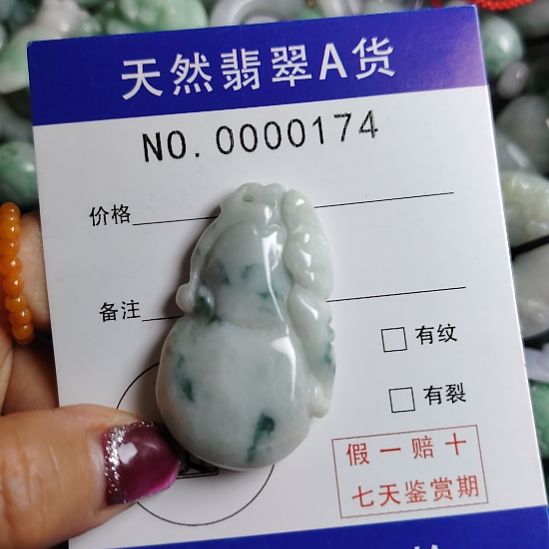 天然翡翠A货
NO. 0000174
价格
备注
□ 有纹
□ 有裂
假一赔十
七天鉴赏期